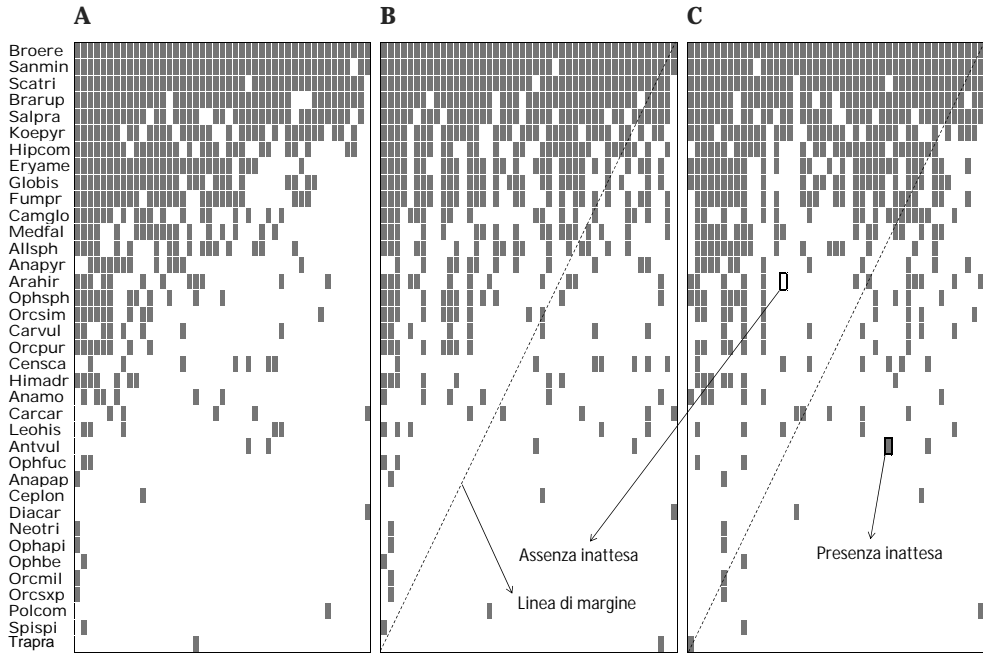 A B C
Broere
Sanmin
Scatri
Brarup
Salpra
Koepyr
Hipcom
Eryame
Globis
Fumpr
Camglo
Medfal
Allsph
Anapyr
Arahir
Ophsph
Orcsim
Carvul
Orcpur
Censca
Himadr
Anamo
Carcar
Leohis
Antvul
Ophfuc
Anapap
Ceplon
Diacar
Neotri
Ophapi
Ophbe
Orcmil
Orcsxp
Polcom
Spispi
Trapra
Assenza inattesa
Presenza inattesa
Linea di margine